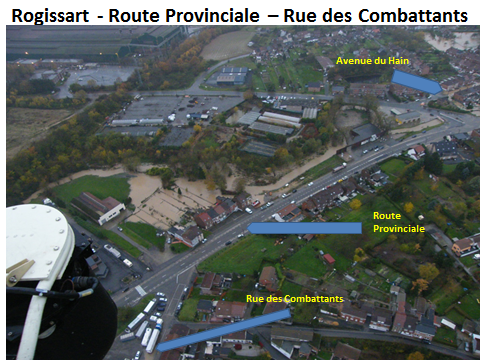 Rogissart - Route Provinciale – Rue des Combattants
Avenue du Hain
Route
Provinciale
Rue des Combattants